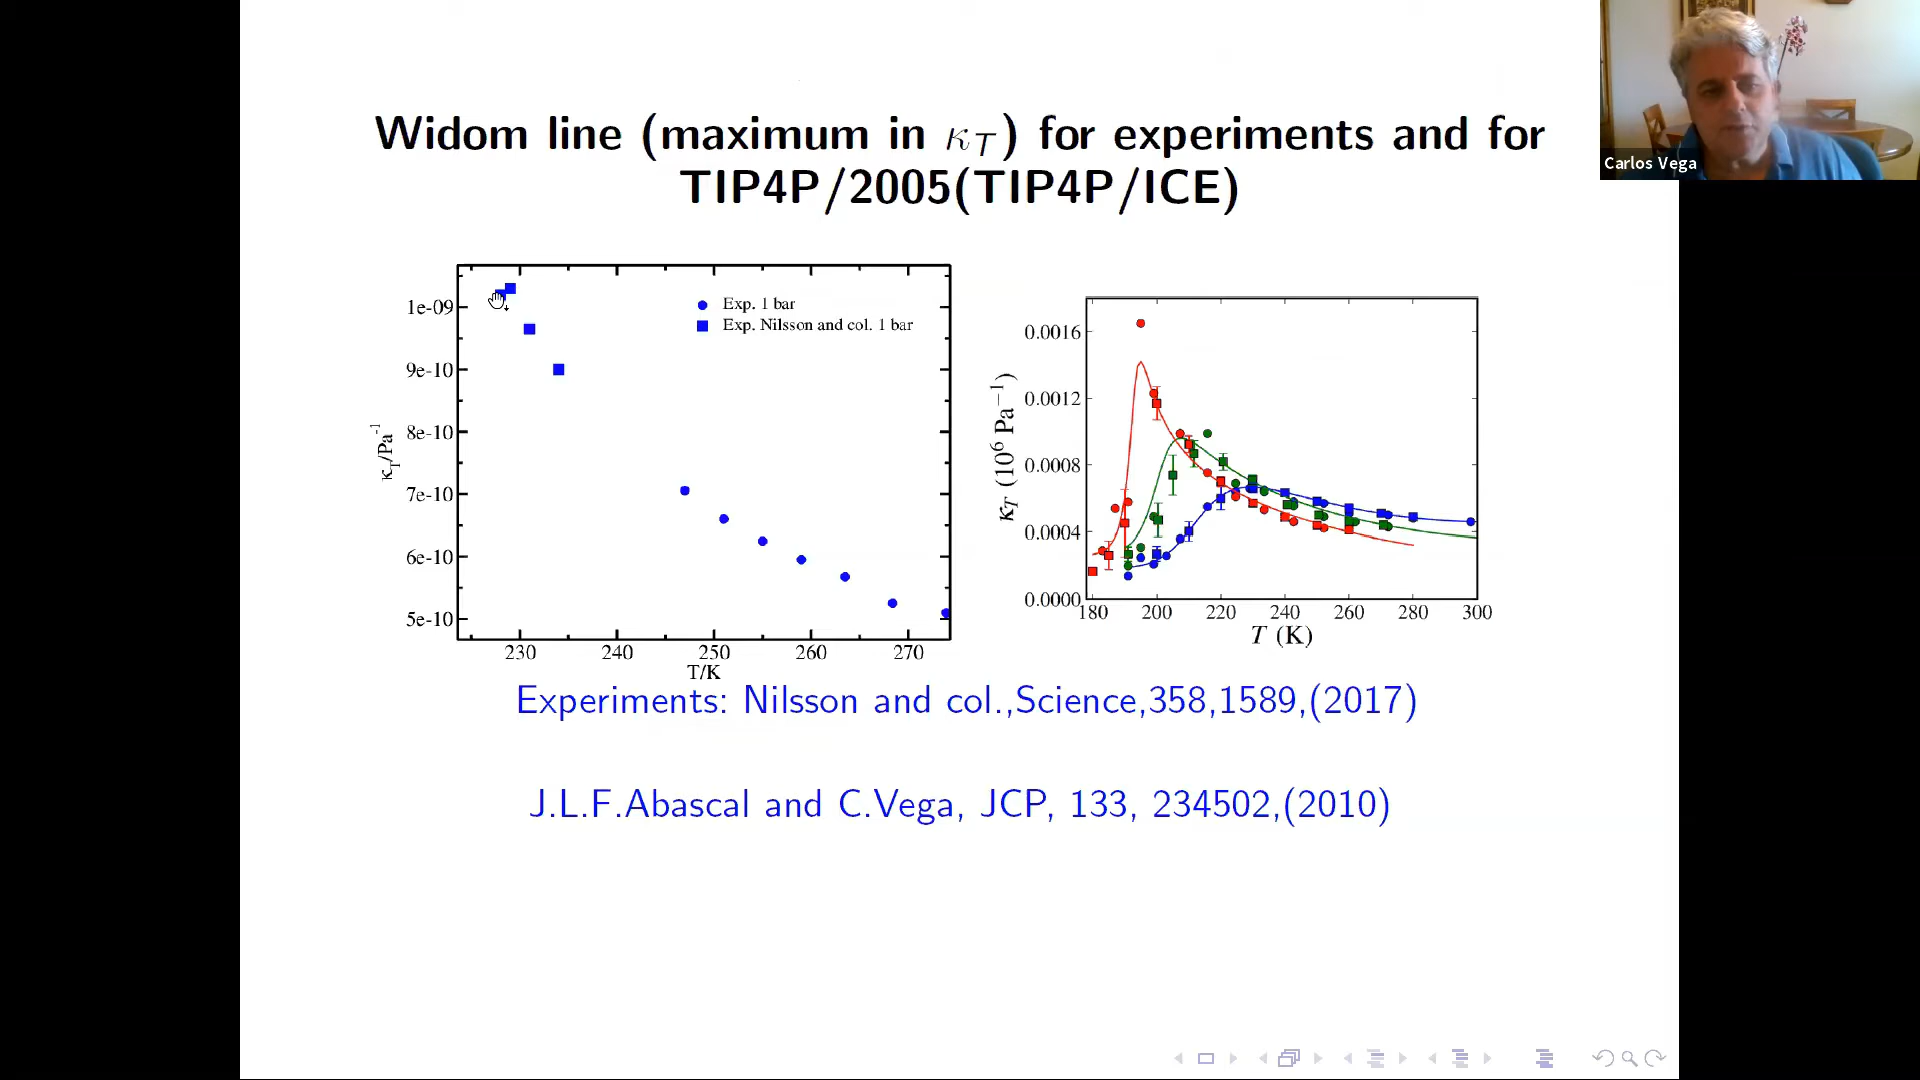 Widom line (maximum in κT) for experiments and for
TIP4P/2005(TIP4P/ICE)
Carlos Vega
Exp. 1 bar
Exp. Nilsson and col. 1 bar
1e-09
9e-10
8e-10
7e-10
6e-10
5e-10
κT/Pa-1
230 240 250 260 270
T/K
0.0016
0.0012
0.0008
0.0004
0.0000
κT (10⁶ Pa⁻¹)
180 200 220 240 260 280 300
T (K)
Experiments: Nilsson and col.,Science,358,1589,(2017)
J.L.F.Abascal and C.Vega, JCP, 133, 234502,(2010)